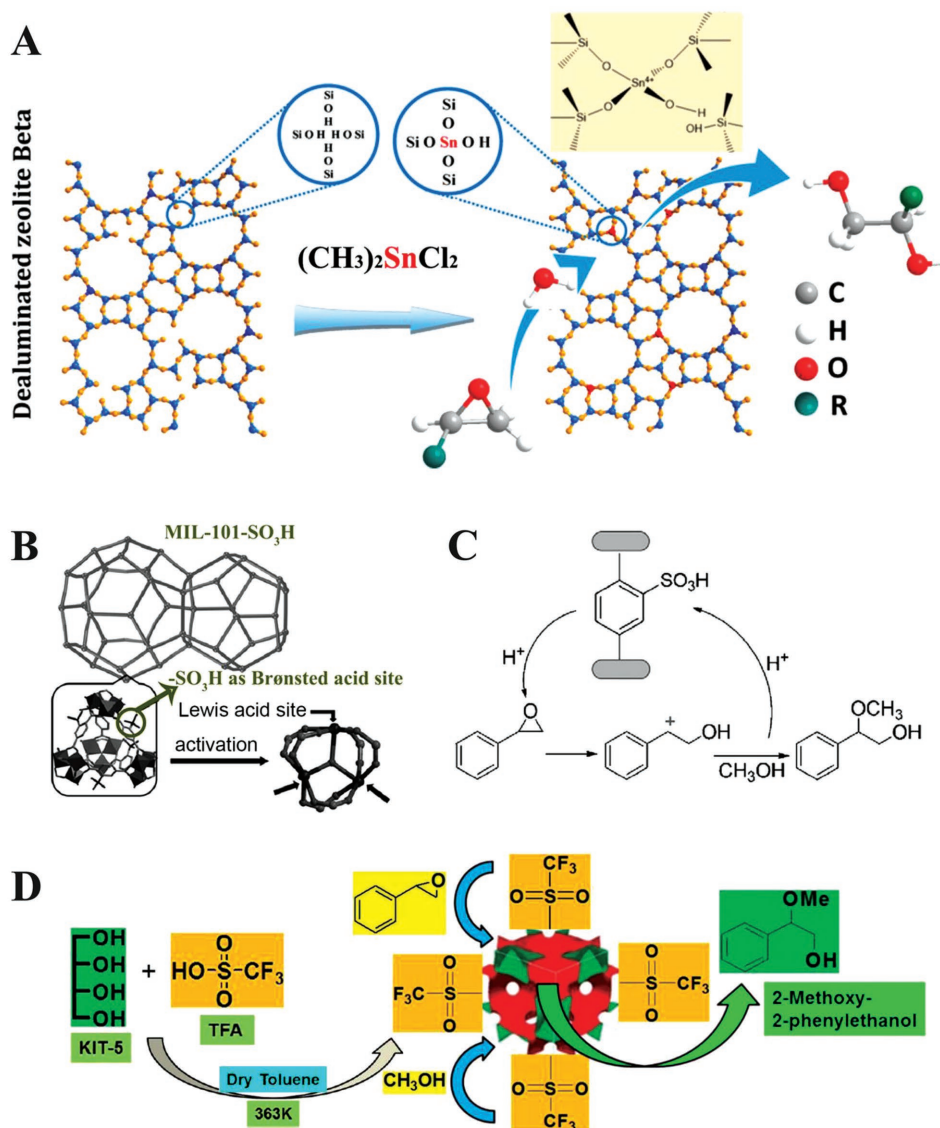 A
Dealuminated zeolite Beta
Si
O
H
Si O H H O Si
H
O
Si
Si
O
Si O Sn O H
O
Si
Si
Si
O
O
Sn⁴⁺
O
O
H
Si
OH
Si
(CH₃)₂SnCl₂
C
H
O
R
B
MIL-101-SO₃H
-SO₃H as Brønsted acid site
Lewis acid site
activation
C
SO₃H
H⁺
H⁺
O
+
OH
CH₃OH
OCH₃
OH
D
OH
OH
OH
OH
KIT-5
+
O
HO S CF₃
O
TFA
Dry Toluene
363K
O
CF₃
O=S=O
O
F₃C S
O
O
S CF₃
O
O=S=O
CF₃
CH₃OH
OMe
OH
2-Methoxy-
2-phenylethanol